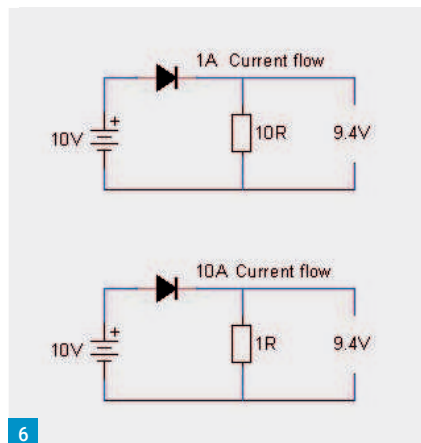 1A Current flow
+
10V
10R
9.4V
10A Current flow
+
10V
1R
9.4V
6